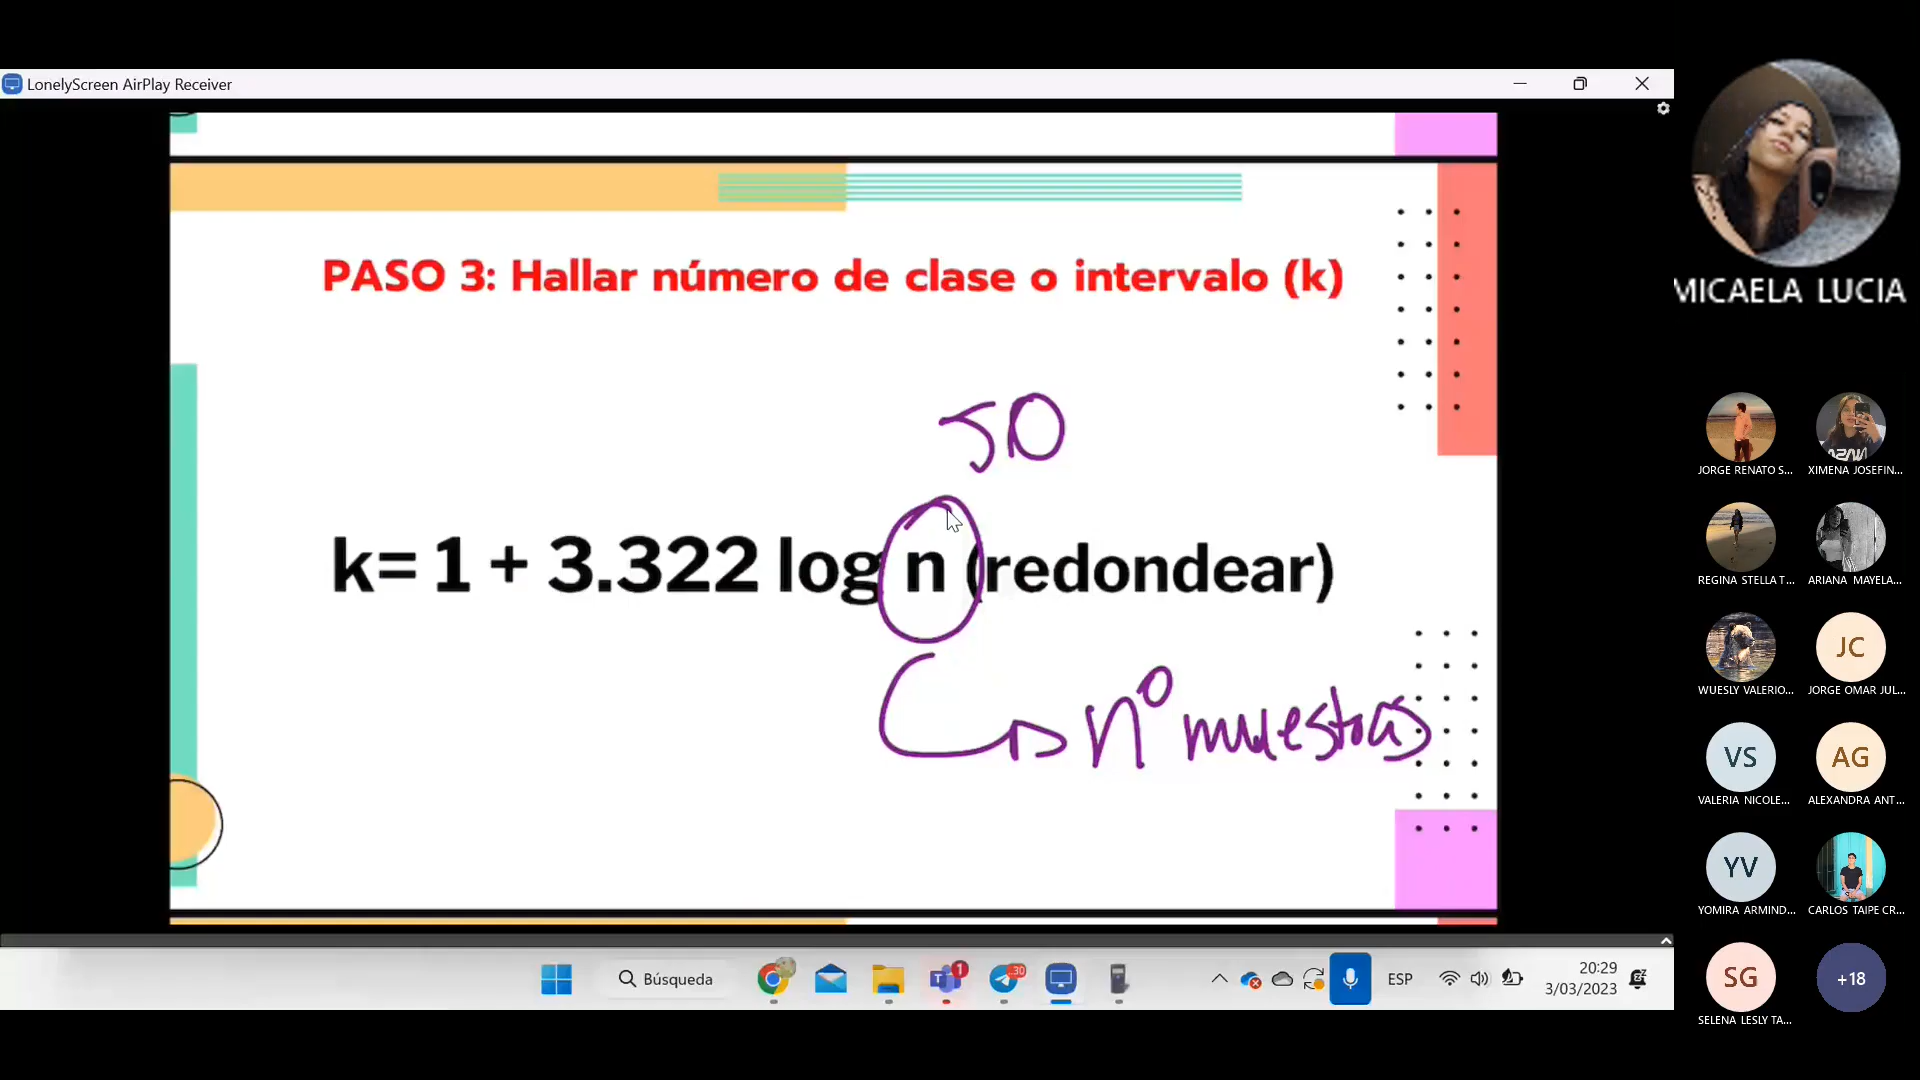 LonelyScreen AirPlay Receiver
PASO 3: Hallar número de clase o intervalo (k)
50
k= 1 + 3.322 log n (redondear)
nº muestras
MICAELA LUCIA
JORGE RENATO S...
XIMENA JOSEFIN...
REGINA STELLA T...
ARIANA MAYELA...
WUESLY VALERIO...
JC
JORGE OMAR JUL...
VS
VALERIA NICOLE...
AG
ALEXANDRA ANT...
YV
YOMIRA ARMIND...
CARLOS TAIPE CR...
SG
SELENA LESLY TA...
+18
Búsqueda
1
30
ESP
20:29
3/03/2023